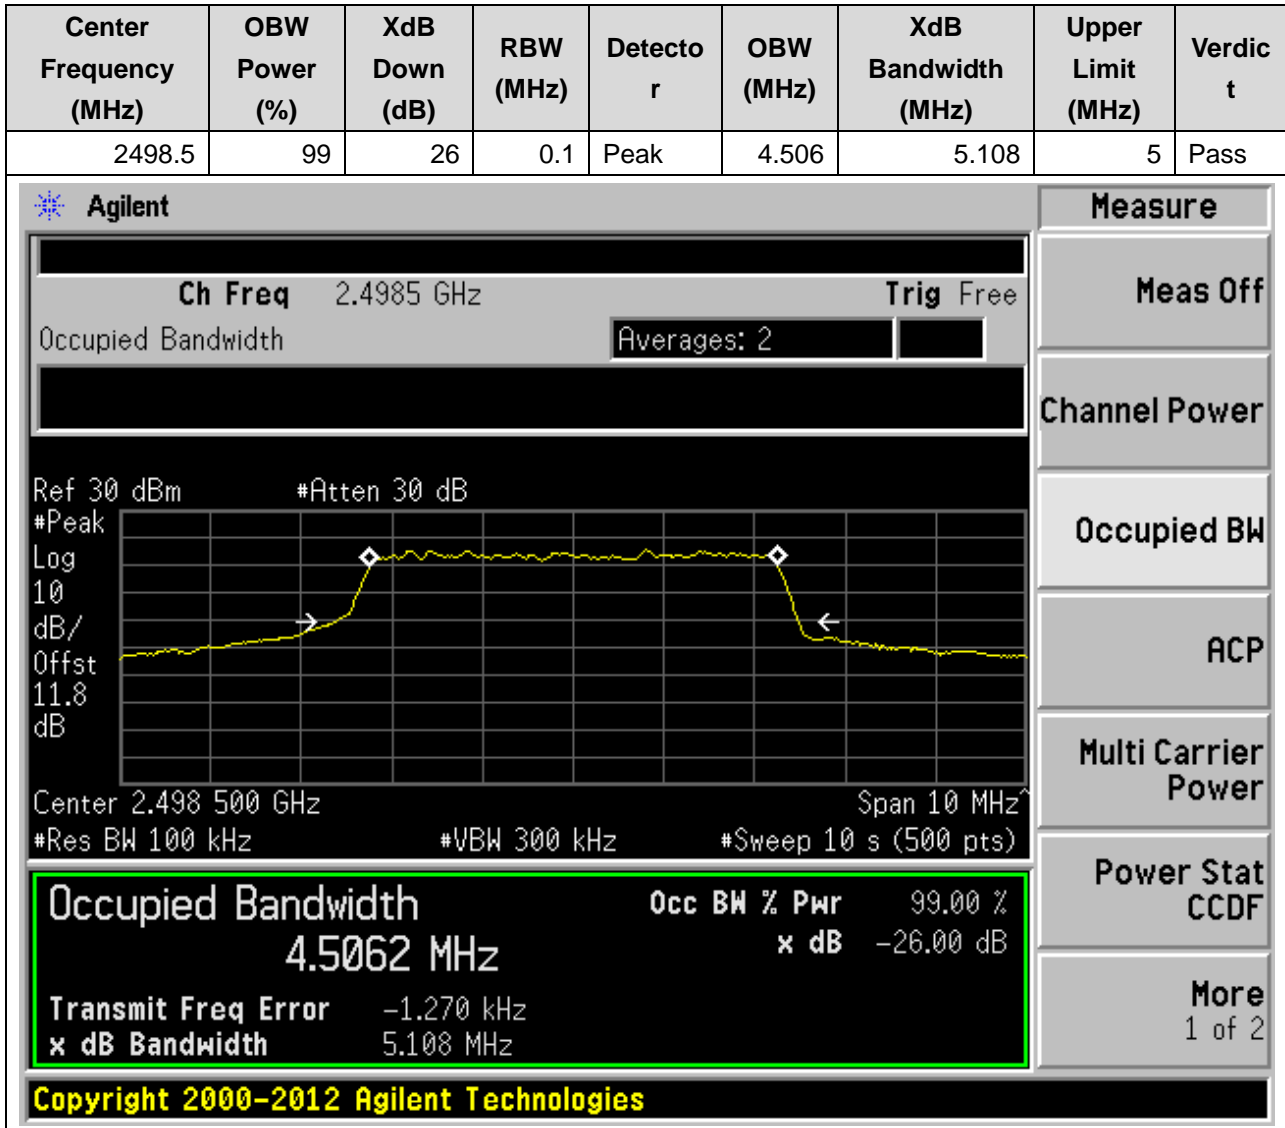 Center Frequency (MHz) OBW Power (%) XdB Down (dB) RBW (MHz) Detecto r OBW (MHz) XdB Bandwidth (MHz) Upper Limit (MHz) Verdic t
2498.5 99 26 0.1 Peak 4.506 5.108 5 Pass
Agilent
Measure
Ch Freq 2.4985 GHz Trig Free
Meas Off
Occupied Bandwidth Averages: 2
Channel Power
Ref 30 dBm #Atten 30 dB
#Peak
Log
10
dB/
Offst
11.8
dB
Occupied BW
ACP
Multi Carrier
Power
Center 2.498 500 GHz Span 10 MHz^
#Res BW 100 kHz #VBW 300 kHz #Sweep 10 s (500 pts)
Power Stat
CCDF
Occupied Bandwidth Occ BW % Pwr 99.00 %
4.5062 MHz x dB -26.00 dB
Transmit Freq Error -1.270 kHz
x dB Bandwidth 5.108 MHz
More
1 of 2
Copyright 2000-2012 Agilent Technologies